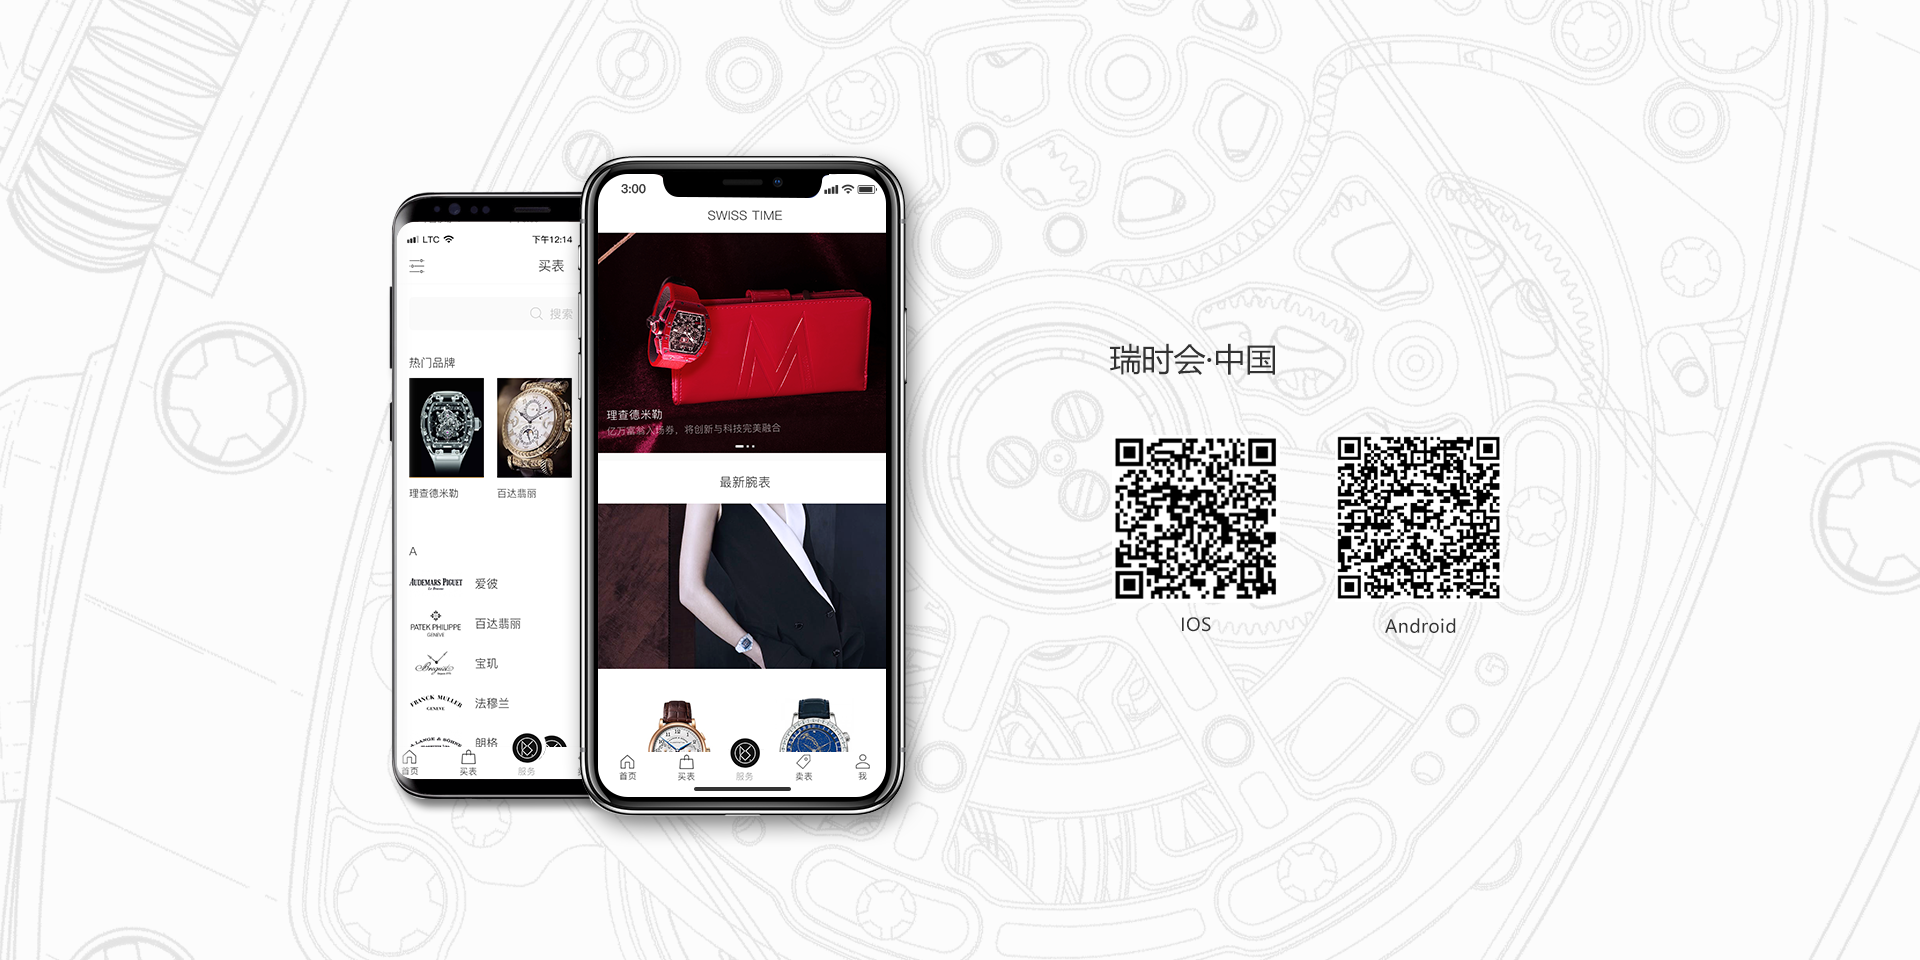 LTC
下午12:14
买表
搜索
热门品牌
理查德米勒
百达翡丽
A
AUDEMARS PIGUET
Le Brassus
爱彼
PATEK PHILIPPE
GENEVE
百达翡丽
Breguet
宝玑
FRANCK MULLER
GENEVE
法穆兰
A. LANGE & SÖHNE
朗格
首页
买表
服务
3:00
SWISS TIME
M
理查德米勒
亿万富翁入场券，将创新与科技完美融合
最新腕表
首页
买表
服务
卖表
我
瑞时会·中国
IOS
Android